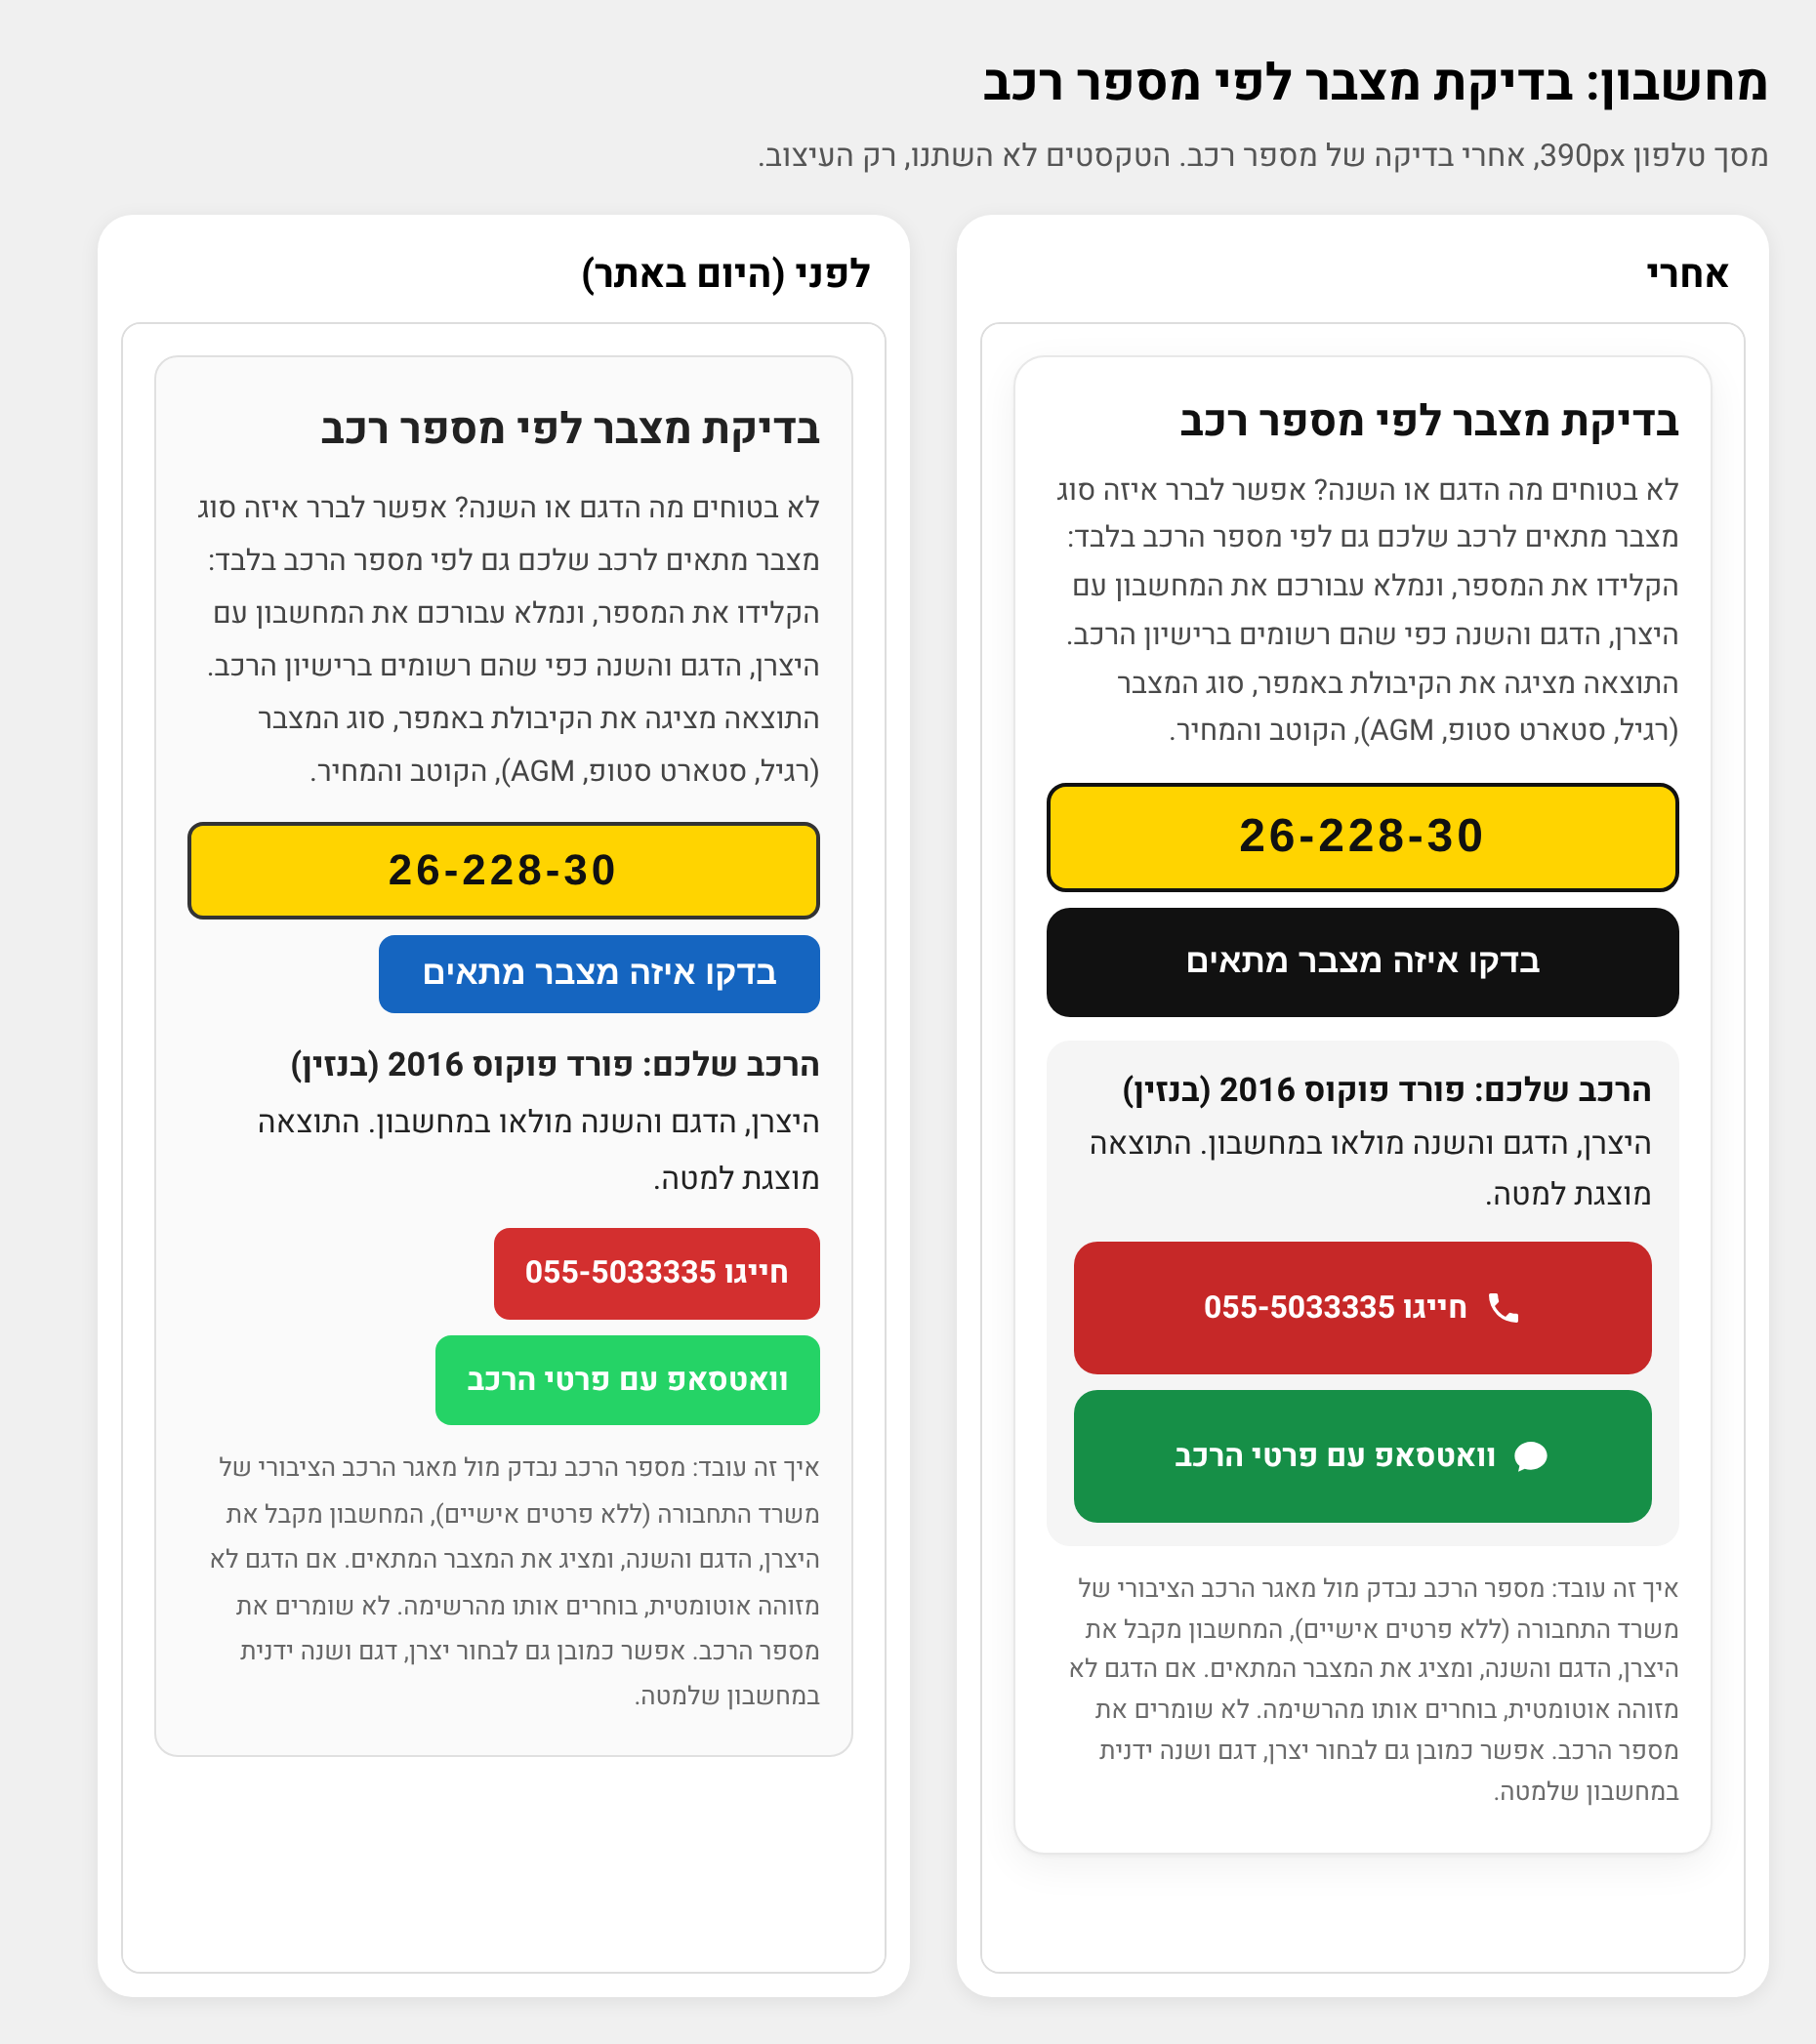 מחשבון: בדיקת מצבר לפי מספר רכב
מסך טלפון 390px, אחרי בדיקה של מספר רכב. הטקסטים לא השתנו, רק העיצוב.
אחרי
בדיקת מצבר לפי מספר רכב
לא בטוחים מה הדגם או השנה? אפשר לברר איזה סוג
מצבר מתאים לרכב שלכם גם לפי מספר הרכב בלבד:
הקלידו את המספר, ונמלא עבורכם את המחשבון עם
היצרן, הדגם והשנה כפי שהם רשומים ברישיון הרכב.
התוצאה מציגה את הקיבולת באמפר, סוג המצבר
(רגיל, סטארט סטופ, AGM), הקוטב והמחיר.
26-228-30
בדקו איזה מצבר מתאים
הרכב שלכם: פורד פוקוס 2016 (בנזין)
היצרן, הדגם והשנה מולאו במחשבון. התוצאה
מוצגת למטה.
חייגו 055-5033335
וואטסאפ עם פרטי הרכב
איך זה עובד: מספר הרכב נבדק מול מאגר הרכב הציבורי של
משרד התחבורה (ללא פרטים אישיים), המחשבון מקבל את
היצרן, הדגם והשנה, ומציג את המצבר המתאים. אם הדגם לא
מזוהה אוטומטית, בוחרים אותו מהרשימה. לא שומרים את
מספר הרכב. אפשר כמובן גם לבחור יצרן, דגם ושנה ידנית
במחשבון שלמטה.
לפני (היום באתר)
בדיקת מצבר לפי מספר רכב
לא בטוחים מה הדגם או השנה? אפשר לברר איזה סוג
מצבר מתאים לרכב שלכם גם לפי מספר הרכב בלבד:
הקלידו את המספר, ונמלא עבורכם את המחשבון עם
היצרן, הדגם והשנה כפי שהם רשומים ברישיון הרכב.
התוצאה מציגה את הקיבולת באמפר, סוג המצבר
(רגיל, סטארט סטופ, AGM), הקוטב והמחיר.
26-228-30
בדקו איזה מצבר מתאים
הרכב שלכם: פורד פוקוס 2016 (בנזין)
היצרן, הדגם והשנה מולאו במחשבון. התוצאה
מוצגת למטה.
חייגו 055-5033335
וואטסאפ עם פרטי הרכב
איך זה עובד: מספר הרכב נבדק מול מאגר הרכב הציבורי של
משרד התחבורה (ללא פרטים אישיים), המחשבון מקבל את
היצרן, הדגם והשנה, ומציג את המצבר המתאים. אם הדגם לא
מזוהה אוטומטית, בוחרים אותו מהרשימה. לא שומרים את
מספר הרכב. אפשר כמובן גם לבחור יצרן, דגם ושנה ידנית
במחשבון שלמטה.